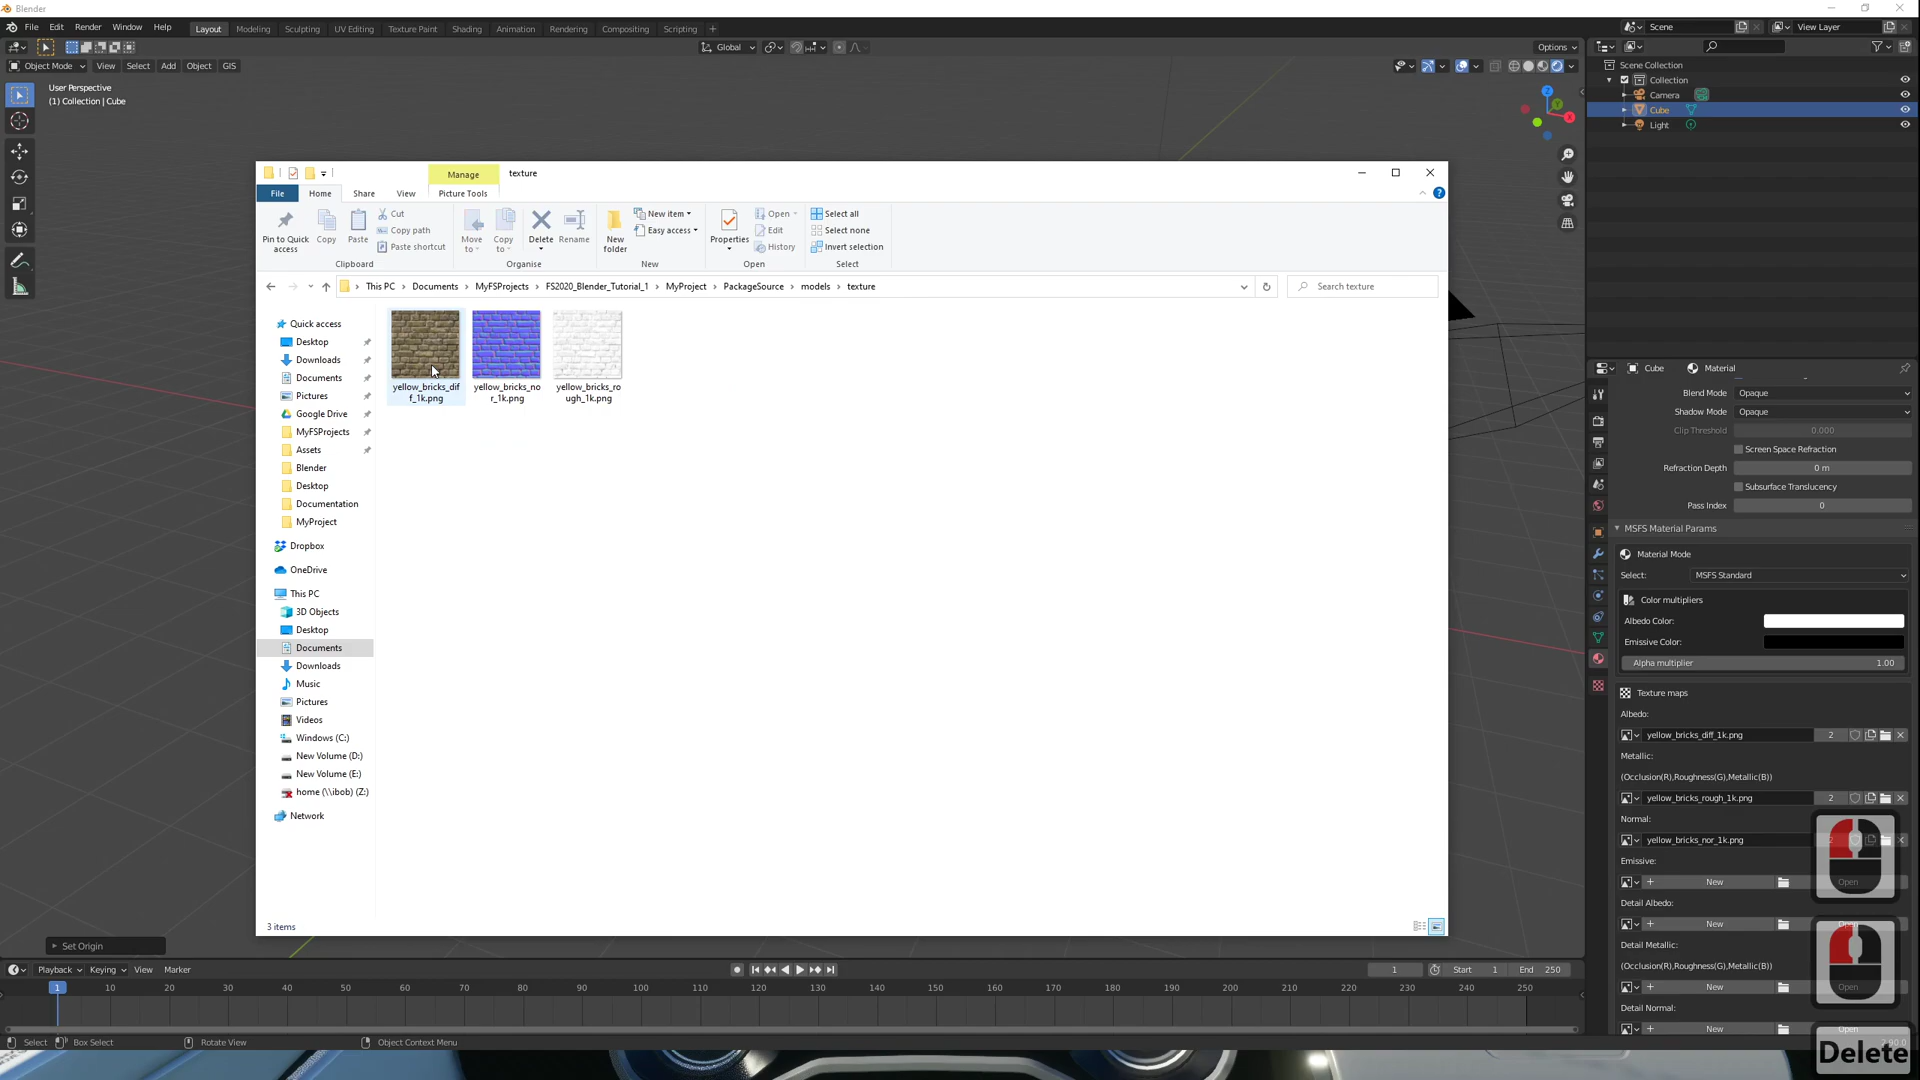 Blender
File Edit Render Window Help Layout Modeling Sculpting UV Editing Texture Paint Shading Animation Rendering Compositing Scripting + Scene View Layer
Global Options
Object Mode View Select Add Object GIS
User Perspective
(1) Collection | Cube
Scene Collection
Collection
Camera
Cube
Light
Z
Y
X
Manage texture
File Home Share View Picture Tools
Pin to Quick access
Copy
Paste
Cut
Copy path
Paste shortcut
Move to
Copy to
Delete
Rename
New folder
New item
Easy access
Properties
Open
Edit
History
Select all
Select none
Invert selection
Clipboard Organise New Open Select
This PC > Documents > MyFSProjects > FS2020_Blender_Tutorial_1 > MyProject > PackageSource > models > texture
Search texture
Quick access
Desktop
Downloads
Documents
Pictures
Google Drive
MyFSProjects
Assets
Blender
Desktop
Documentation
MyProject
Dropbox
OneDrive
This PC
3D Objects
Desktop
Documents
Downloads
Music
Pictures
Videos
Windows (C:)
New Volume (D:)
New Volume (E:)
home (\\ibob) (Z:)
Network
yellow_bricks_dif
f_1k.png
yellow_bricks_no
r_1k.png
yellow_bricks_ro
ugh_1k.png
3 items
Cube Material
Blend Mode Opaque
Shadow Mode Opaque
Clip Threshold 0.000
Screen Space Refraction
Refraction Depth 0 m
Subsurface Translucency
Pass Index 0
MSFS Material Params
Material Mode
Select: MSFS Standard
Color multipliers
Albedo Color:
Emissive Color:
Alpha multiplier 1.00
Texture maps
Albedo:
yellow_bricks_diff_1k.png 2
Metallic:
(Occlusion(R),Roughness(G),Metallic(B))
yellow_bricks_rough_1k.png 2
Normal:
yellow_bricks_nor_1k.png 2
Emissive:
New Open
Detail Albedo:
New Open
Detail Metallic:
(Occlusion(R),Roughness(G),Metallic(B))
New Open
Detail Normal:
New Open
Set Origin
Playback Keying View Marker
1 Start 1 End 250
1 10 20 30 40 50 60 70 80 90 100 110 120 130 140 150 160 170 180 190 200 210 220 230 240 250
Select Box Select Rotate View Object Context Menu
Delete